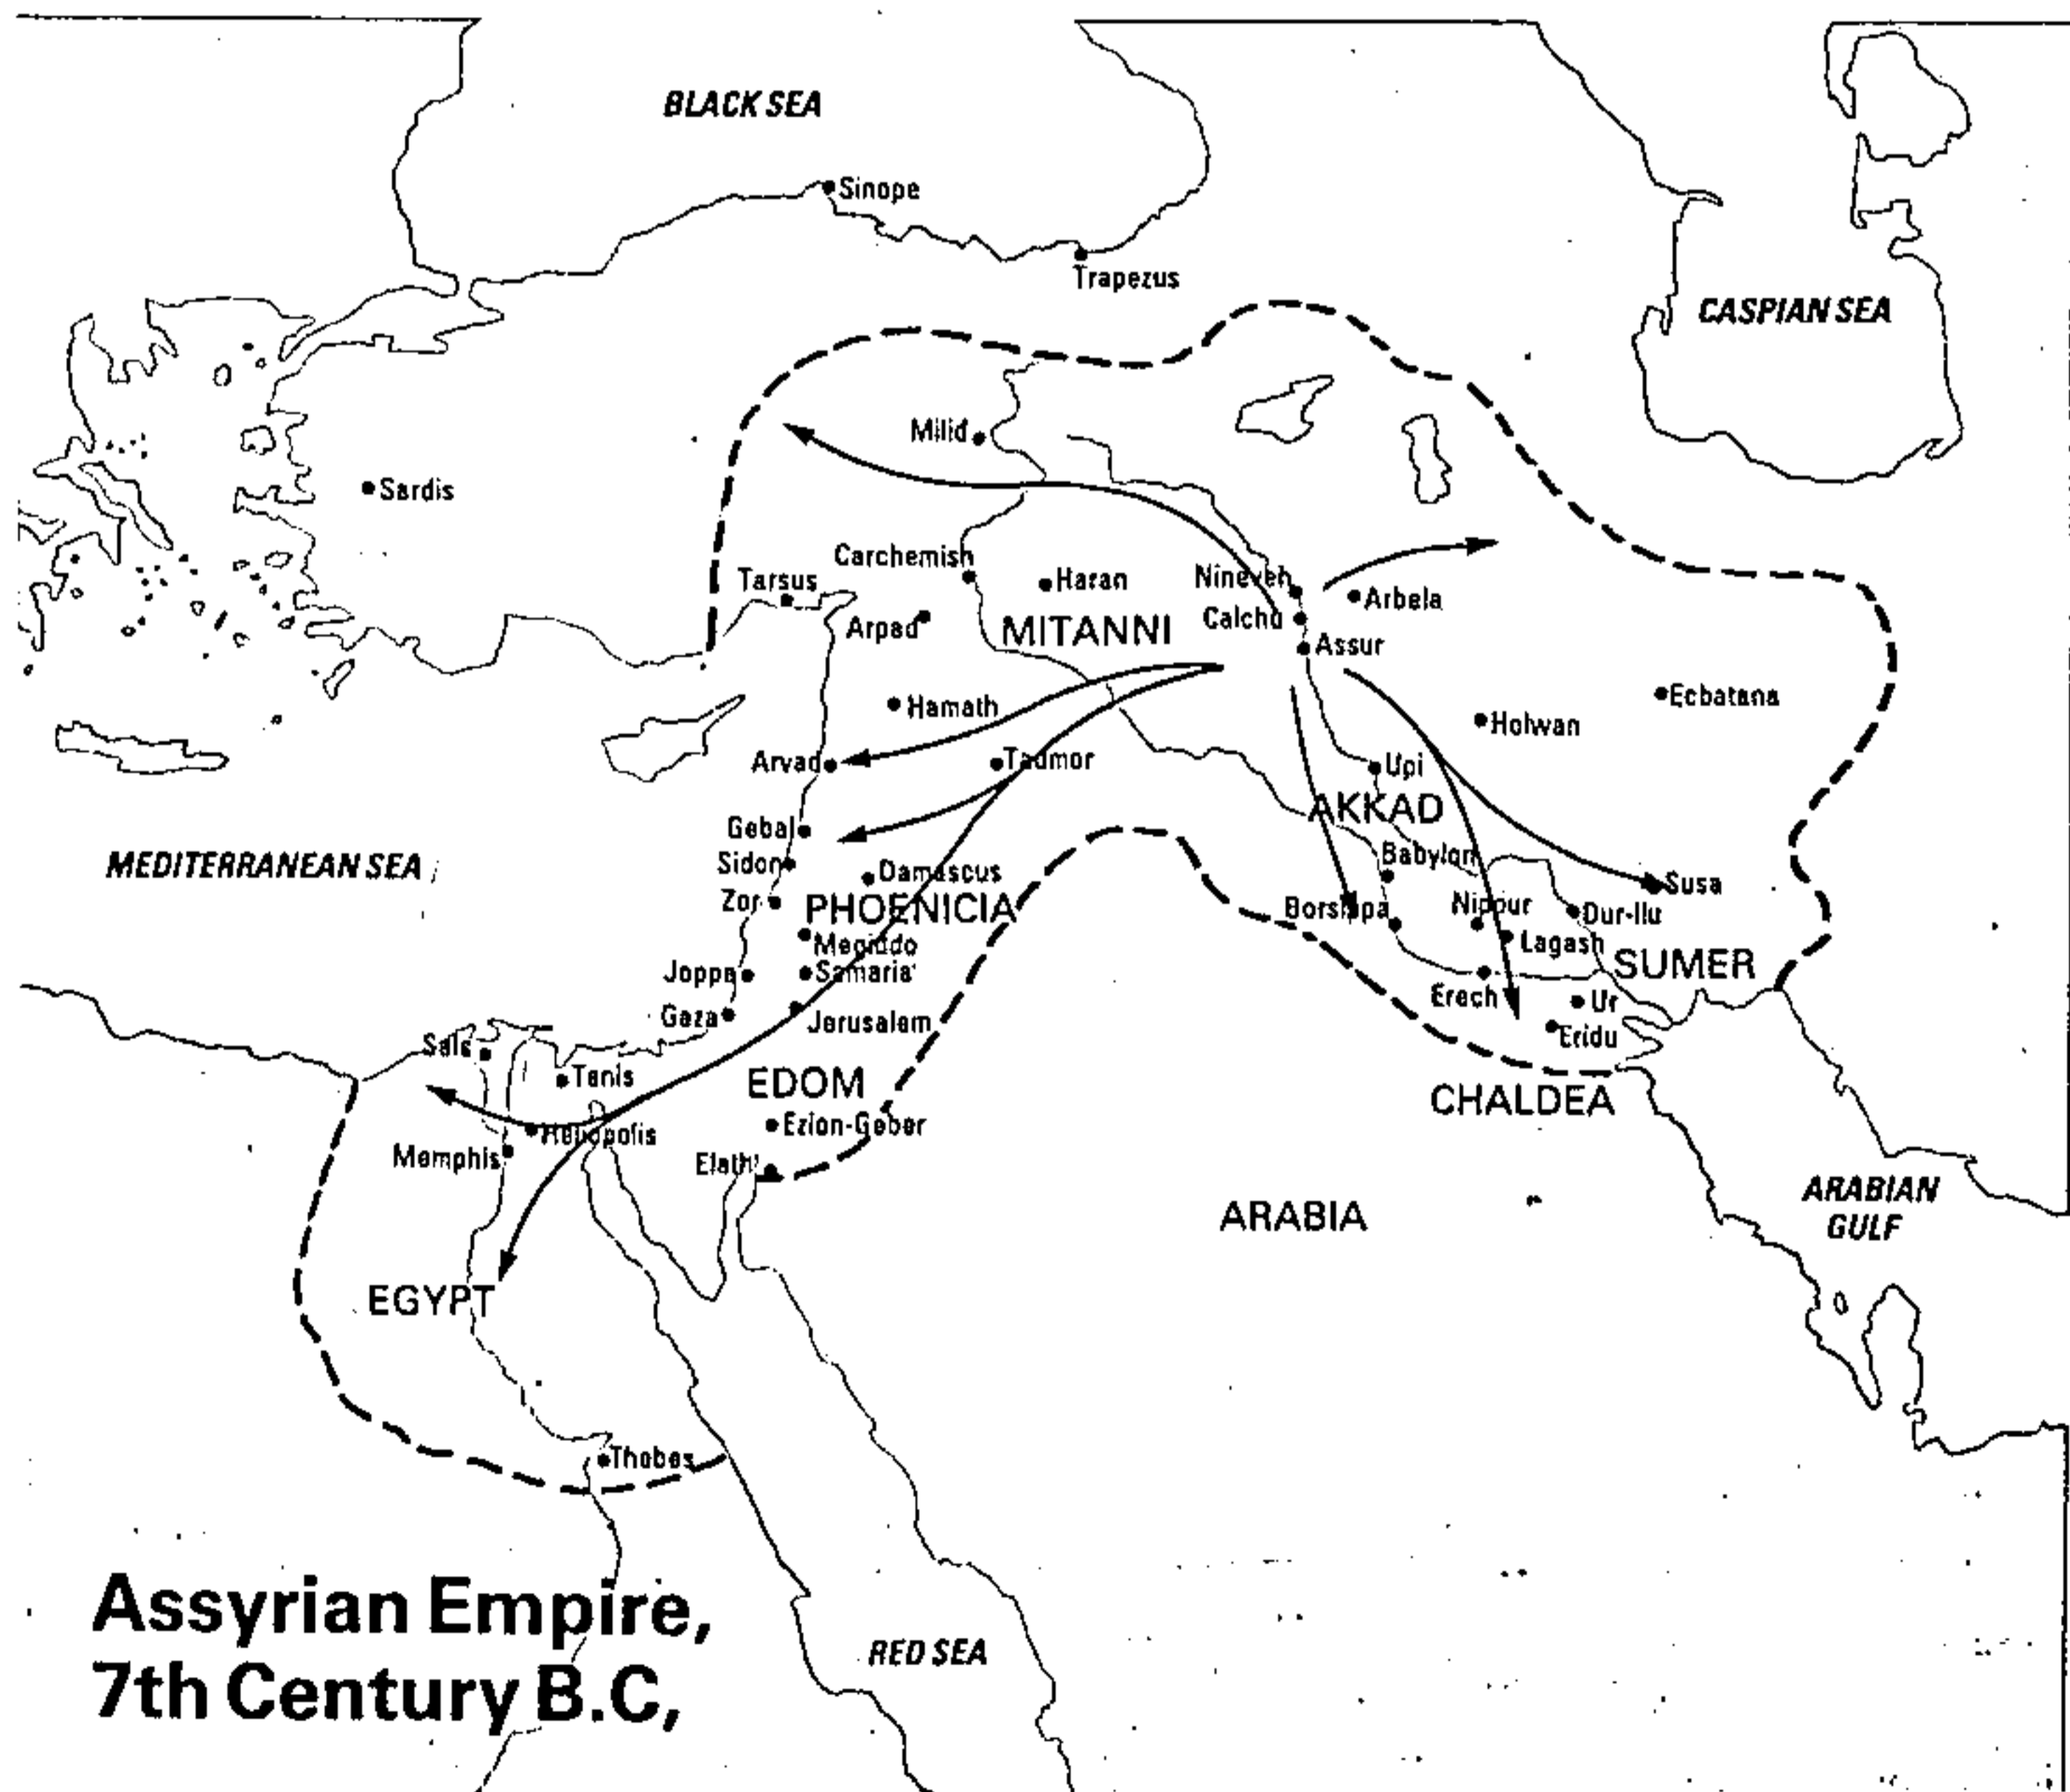 BLACK SEA
Sinope
Trapezus
CASPIAN SEA
Milid
Sardis
Carchemish
Haran
Nineveh
Tarsus
Arbela
Arpad
MITANNI
Calchu
Assur
Hamath
Ecbatana
Holwan
Arvad
Tadmor
Upi
AKKAD
Gebal
MEDITERRANEAN SEA
Sidon
Damascus
Babylon
Susa
Zor
PHOENICIA
Borsippa
Nippur
Dur-Ilu
Megiddo
Lagash
Joppa
Samaria
SUMER
Erech
Ur
Gaza
Jerusalem
Eridu
Sais
Tanis
EDOM
CHALDEA
Ezion-Geber
Heliopolis
Memphis
Elath
ARABIA
ARABIAN
GULF
EGYPT
Thebes
Assyrian Empire,
7th Century B.C,
RED SEA